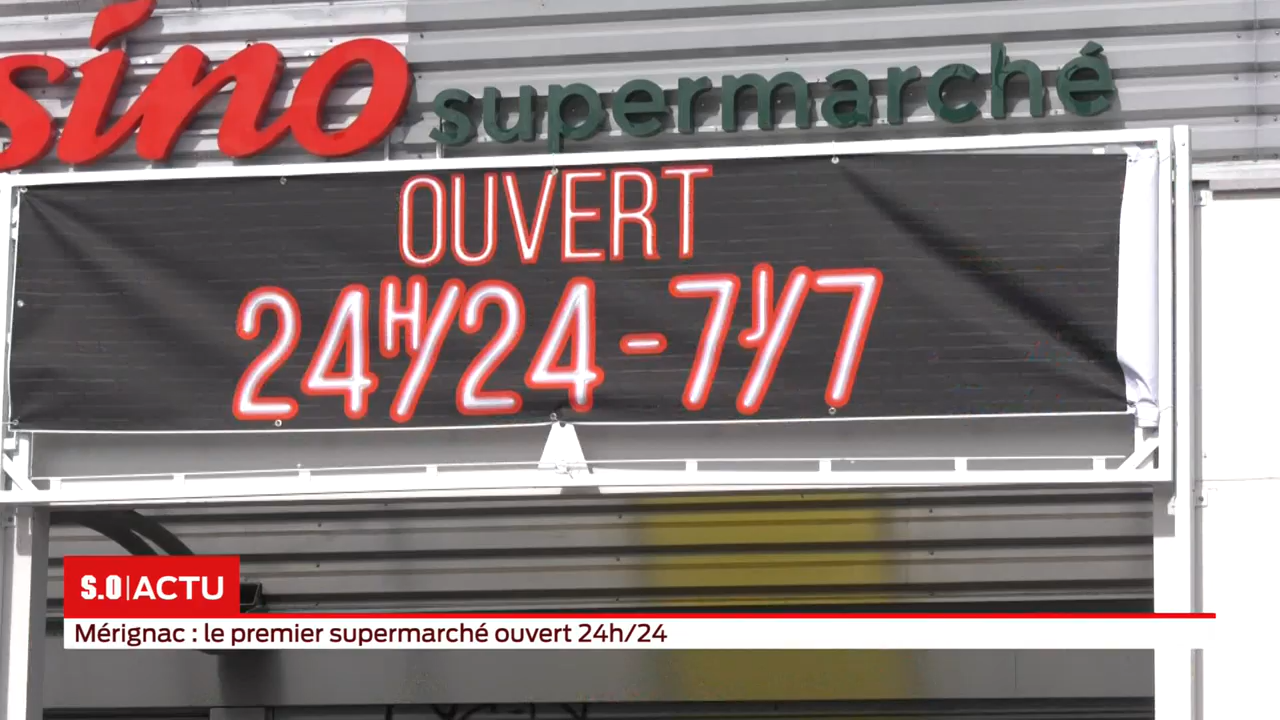 sino supermarché
OUVERT
24H/24 - 7J/7
S.O|ACTU
Mérignac : le premier supermarché ouvert 24h/24